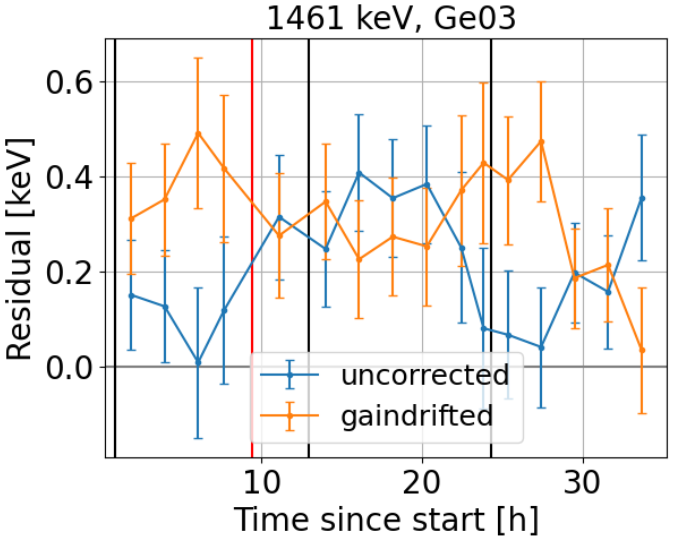 1461 keV, Ge03
Residual [keV]
0.6
0.4
0.2
0.0
uncorrected
gaindrifted
10 20 30
Time since start [h]